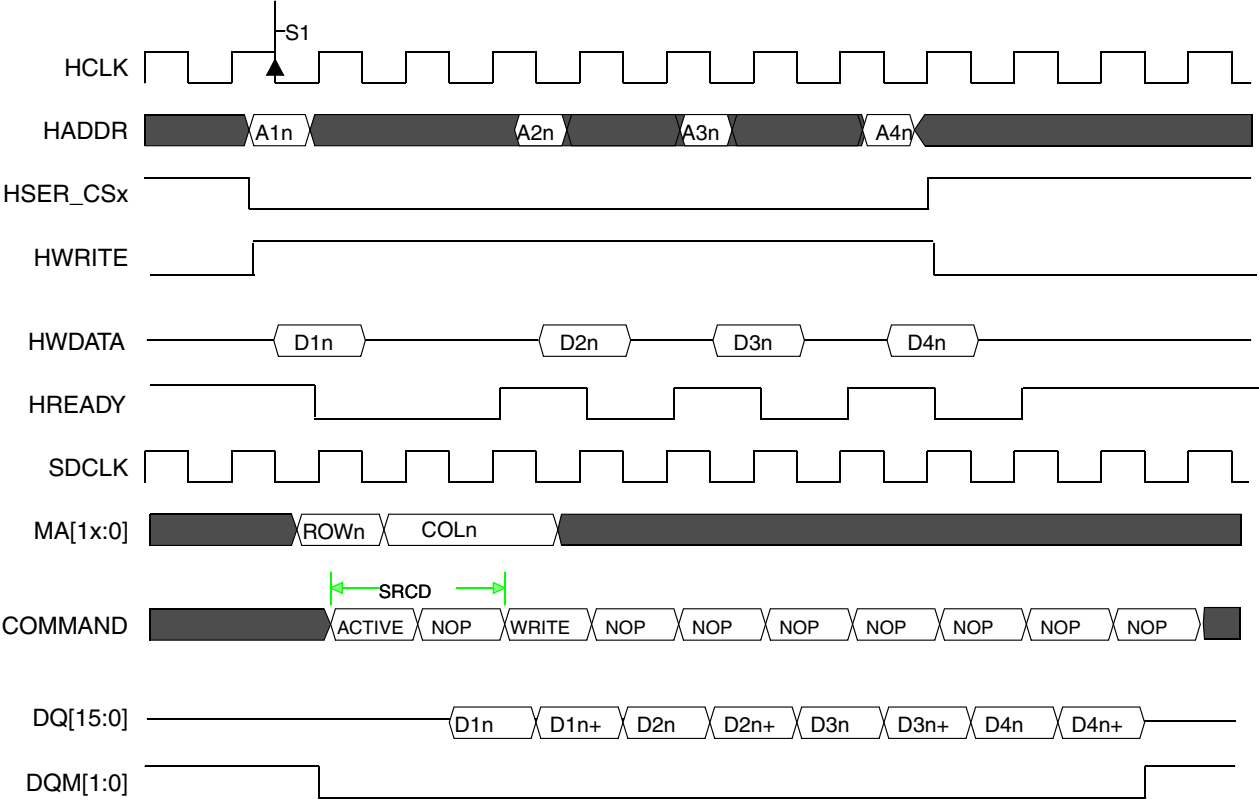 S1
HCLK
HADDR A1n A2n A3n A4n
HSER_CSx
HWRITE
HWDATA D1n D2n D3n D4n
HREADY
SDCLK
MA[1x:0] ROWn COLn
SRCD
COMMAND ACTIVE NOP WRITE NOP NOP NOP NOP NOP NOP NOP
DQ[15:0] D1n D1n+ D2n D2n+ D3n D3n+ D4n D4n+
DQM[1:0]